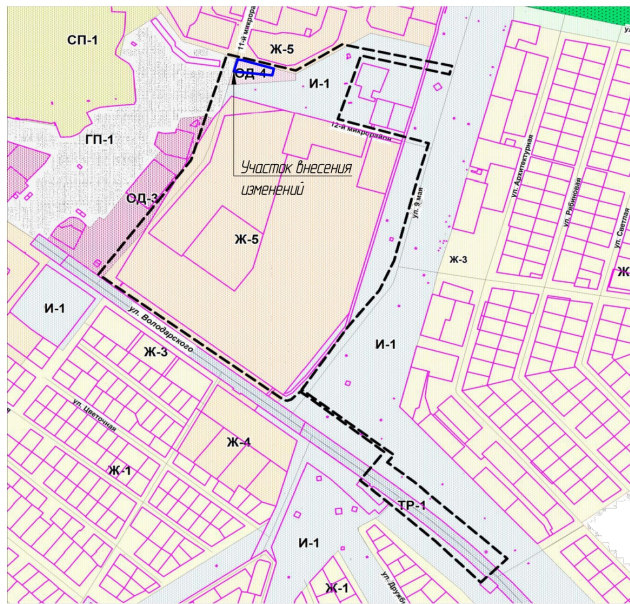 СП-1
11-й микрорайон
Ж-5
ОД-4
И-1
ГП-1
12-й микрорайон
Участок внесения
изменений
ОД-3
Ж-5
ул. 9 мая
ул. Архитектурная
ул. Рябиновая
ул. Светлая
Ж-3
Ж
И-1
ул. Володарского
Ж-3
И-1
ул. Цветочная
Ж-4
Ж-1
ТР-1
И-1
Ж-1